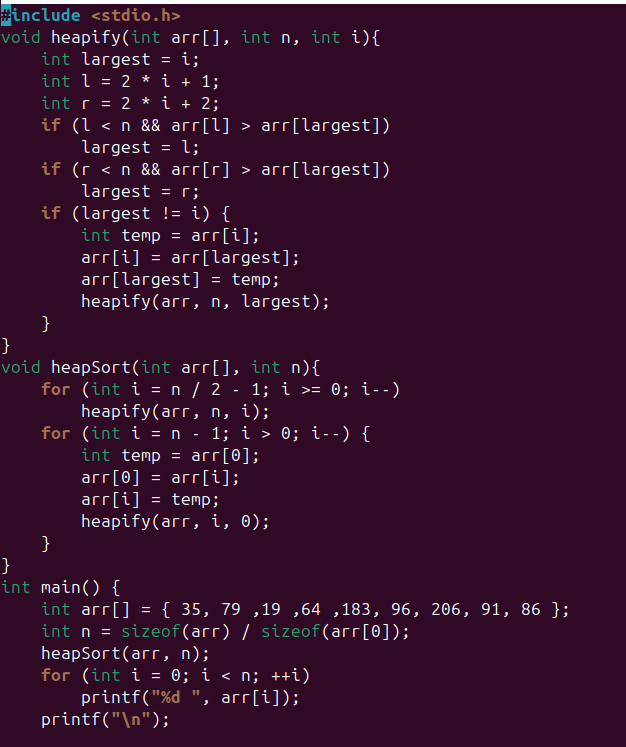 #include <stdio.h>
void heapify(int arr[], int n, int i){
    int largest = i;
    int l = 2 * i + 1;
    int r = 2 * i + 2;
    if (l < n && arr[l] > arr[largest])
        largest = l;
    if (r < n && arr[r] > arr[largest])
        largest = r;
    if (largest != i) {
        int temp = arr[i];
        arr[i] = arr[largest];
        arr[largest] = temp;
        heapify(arr, n, largest);
    }
}
void heapSort(int arr[], int n){
    for (int i = n / 2 - 1; i >= 0; i--)
        heapify(arr, n, i);
    for (int i = n - 1; i > 0; i--) {
        int temp = arr[0];
        arr[0] = arr[i];
        arr[i] = temp;
        heapify(arr, i, 0);
    }
}
int main() {
    int arr[] = { 35, 79 ,19 ,64 ,183, 96, 206, 91, 86 };
    int n = sizeof(arr) / sizeof(arr[0]);
    heapSort(arr, n);
    for (int i = 0; i < n; ++i)
        printf("%d ", arr[i]);
    printf("\n");